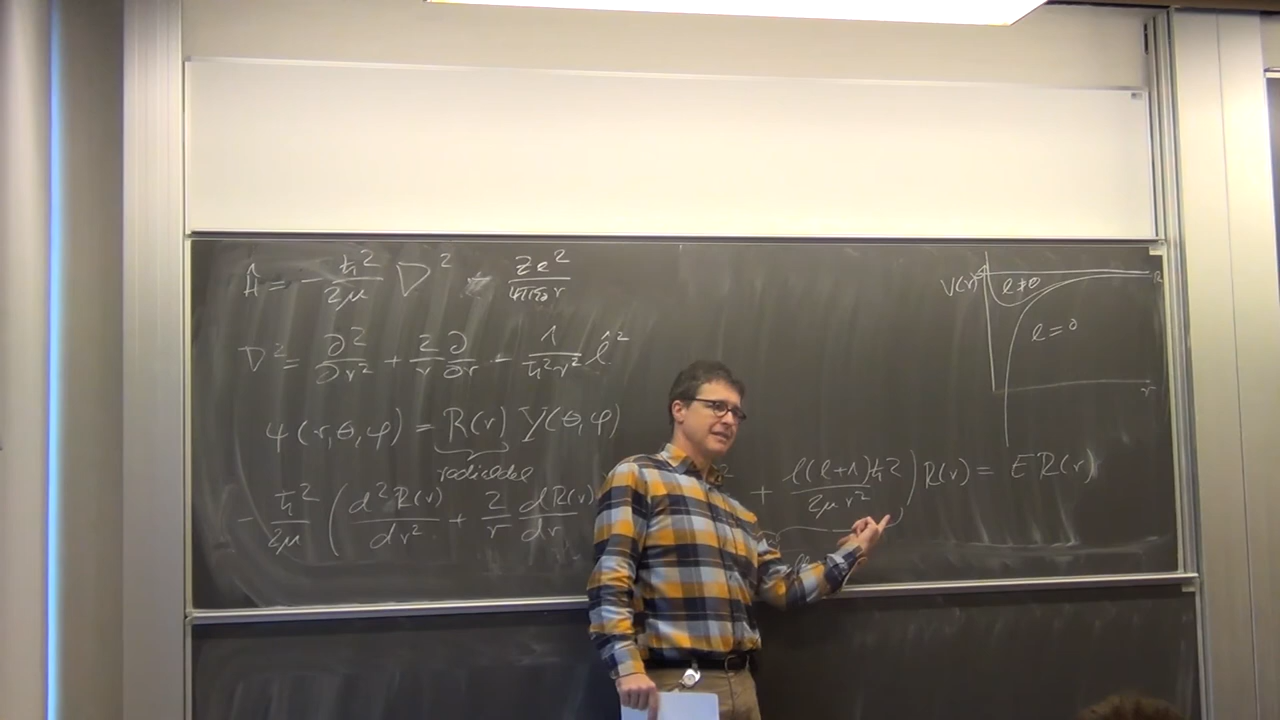 Ĥ = - ħ²/2μ ∇² - Ze²/4πε₀r
∇² = ∂²/∂r² + 2/r ∂/∂r - 1/ħ²r² l̂²
ψ(r,θ,φ) = R(r) Y(θ,φ)
radialdel
- ħ²/2μ ( d²R(r)/dr² + 2/r dR(r)/dr
+ l(l+1)ħ²/2μr² ) R(r) = E R(r)
V(r)
l≠0
l=0
r